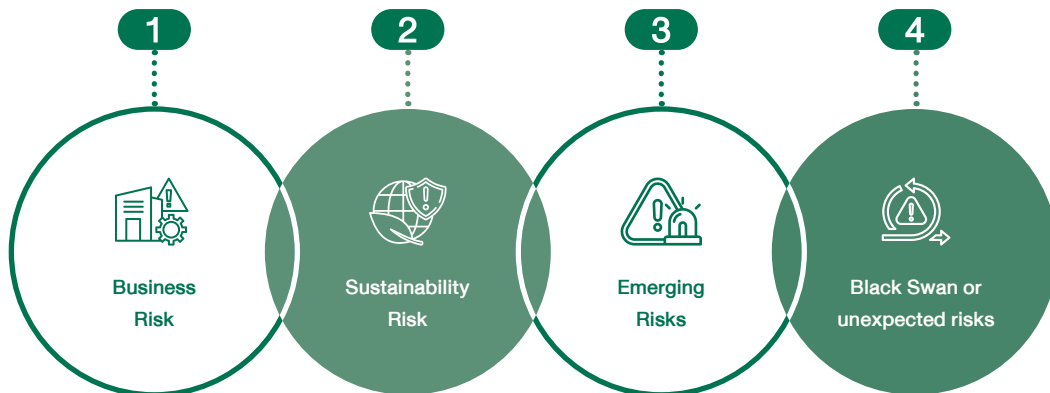 1
2
3
4
Business
Risk
Sustainability
Risk
Emerging
Risks
Black Swan or
unexpected risks